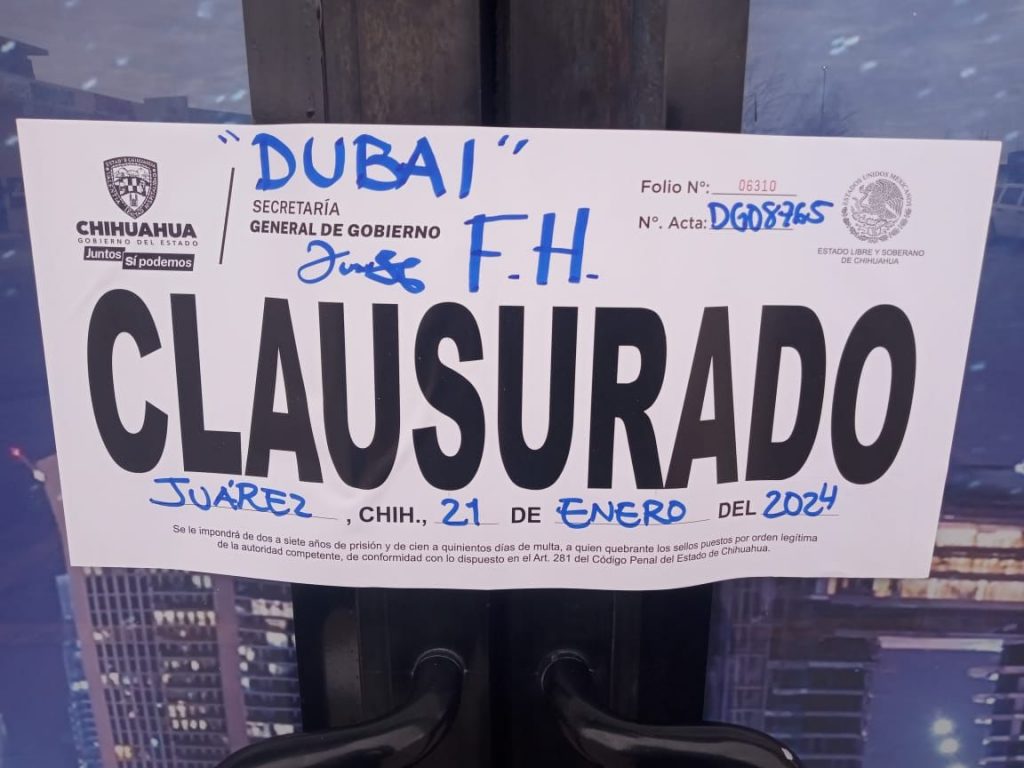 "DUBAI"
CHIHUAHUA
GOBIERNO DEL ESTADO
Juntos
Sí podemos
SECRETARÍA
GENERAL DE GOBIERNO
F.H.
Folio N°: 06310
N°. Acta: DGO8765
ESTADOS UNIDOS MEXICANOS
ESTADO LIBRE Y SOBERANO
DE CHIHUAHUA
CLAUSURADO
JUÁREZ, CHIH., 21 DE ENERO DEL 2024
Se le impondrá de dos a siete años de prisión y de cien a quinientos días de multa, a quien quebrante los sellos puestos por orden legítima
de la autoridad competente, de conformidad con lo dispuesto en el Art. 281 del Código Penal del Estado de Chihuahua.